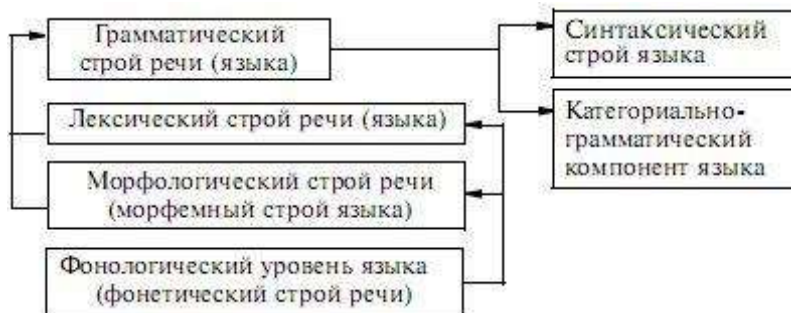 Грамматический
строй речи (языка)
Лексический строй речи (языка)
Морфологический строй речи
(морфемный строй языка)
Фонологический уровень языка
(фонетический строй речи)
Синтаксический
строй языка
Категориально-
грамматический
компонент языка